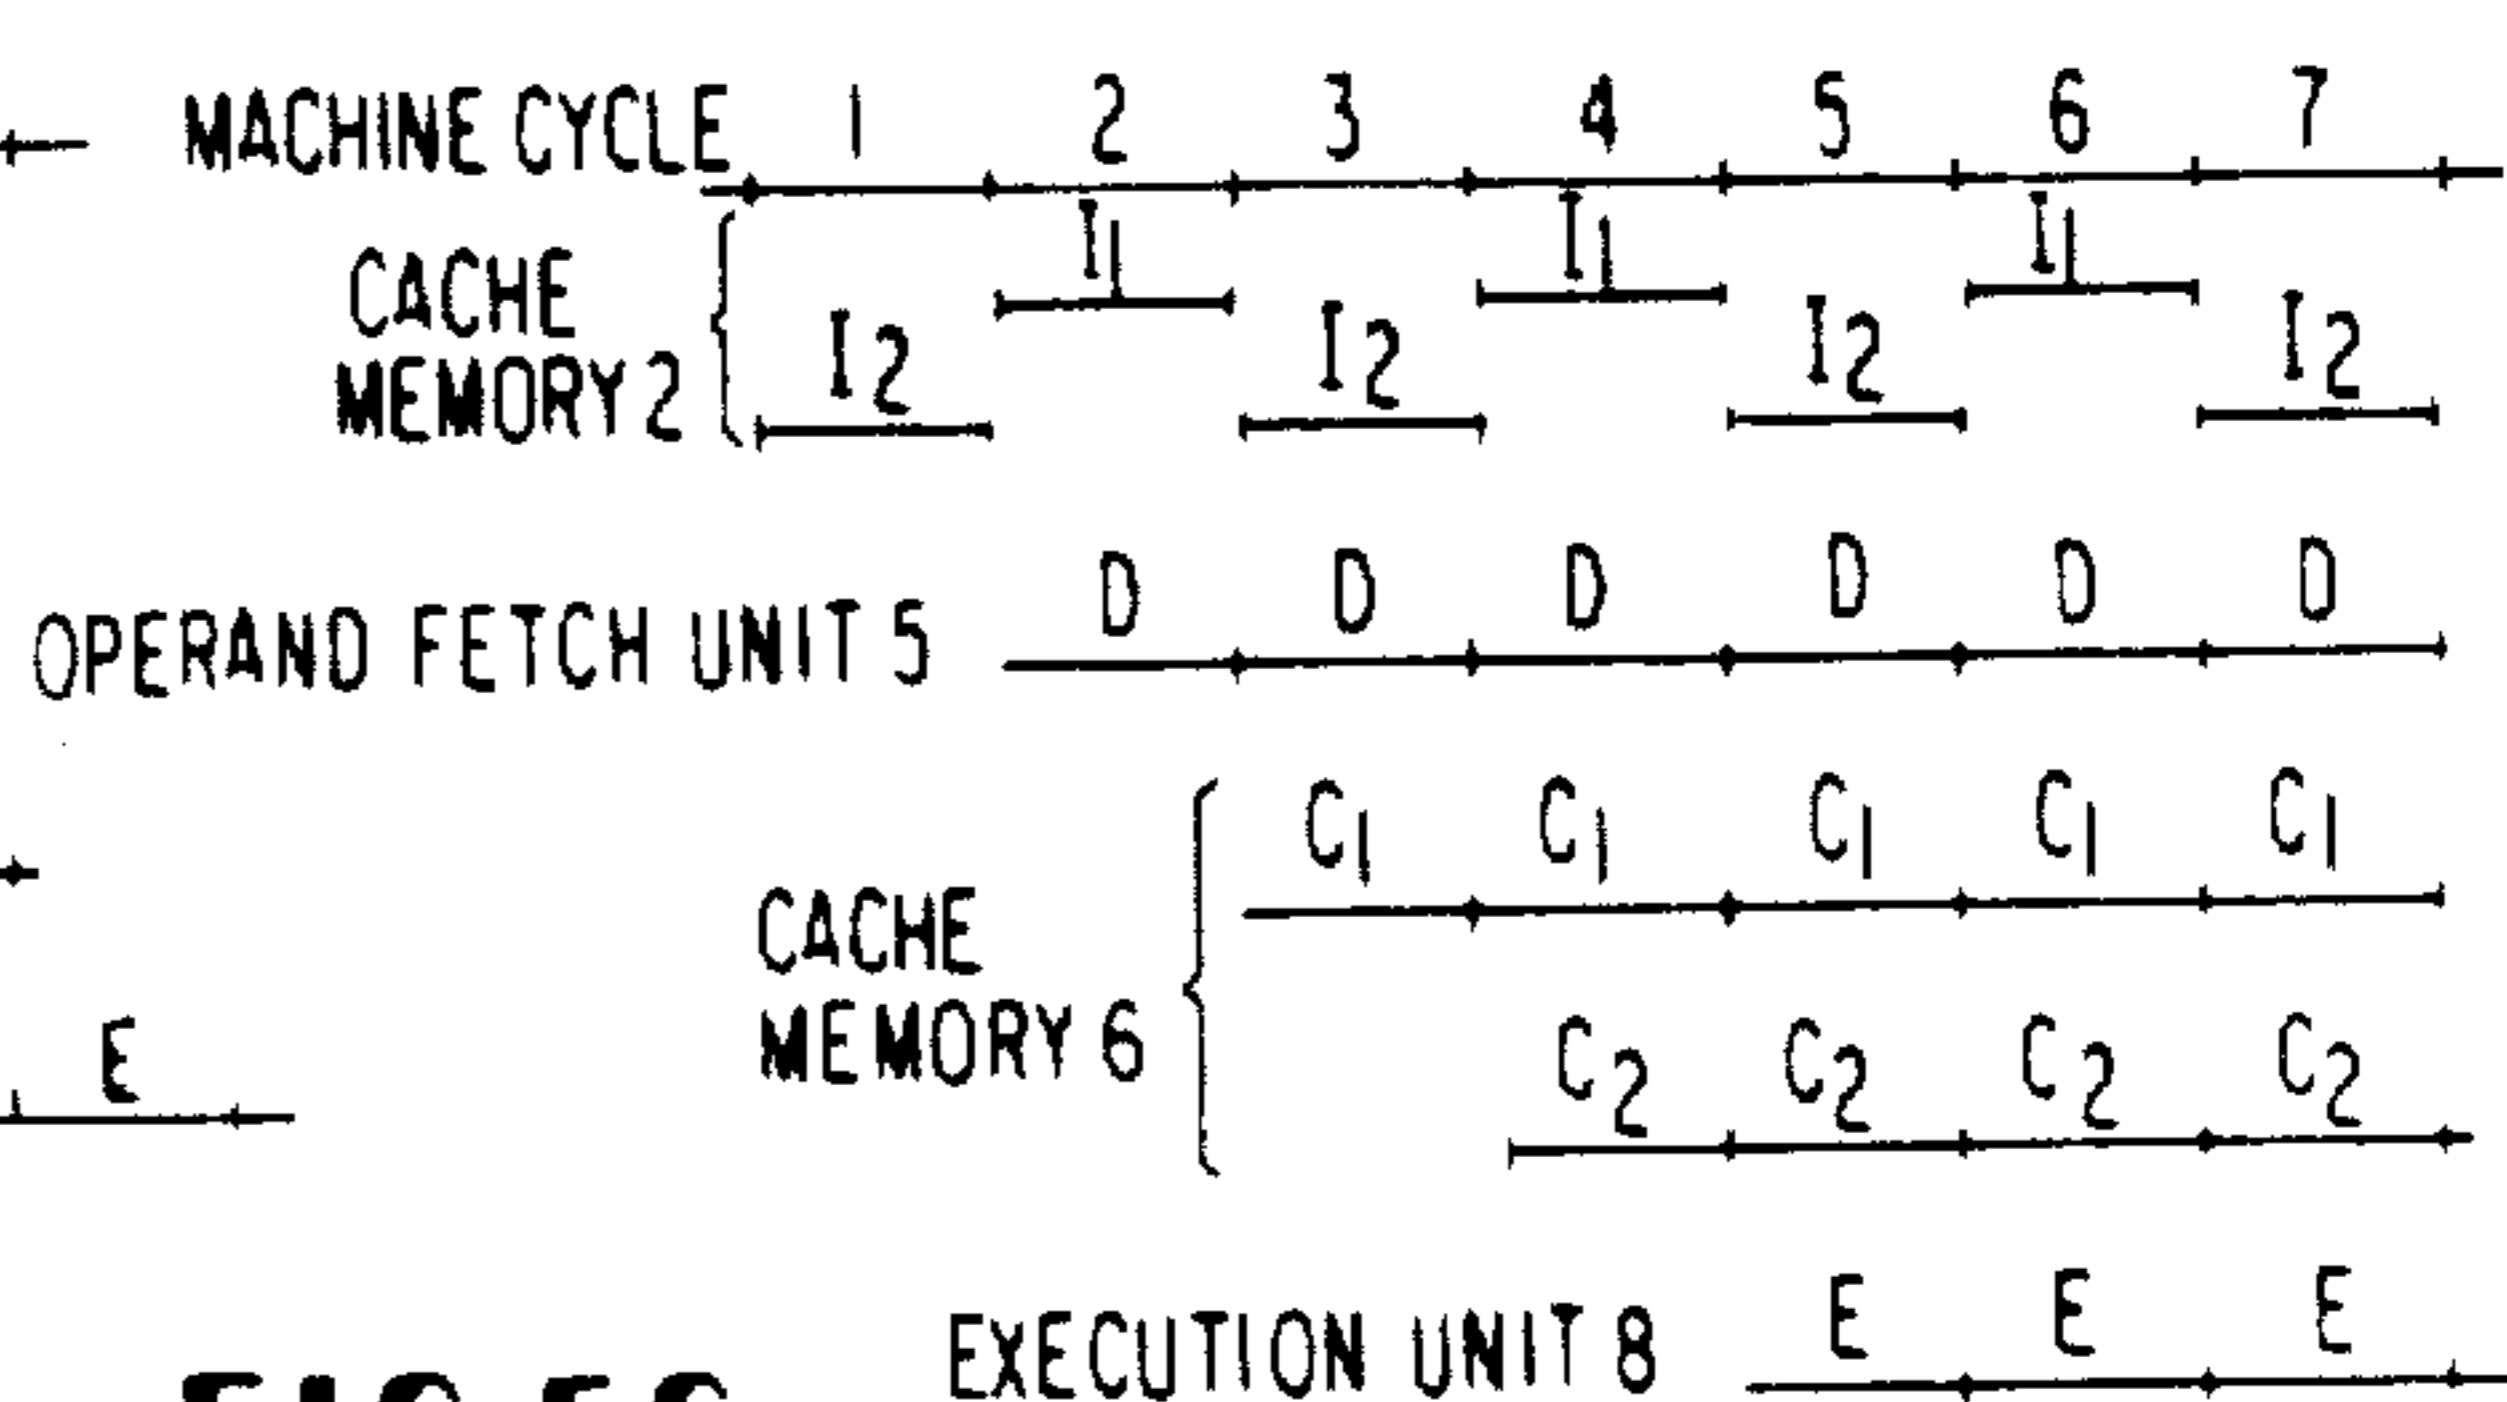 MACHINE CYCLE 1 2 3 4 5 6 7
I1 I1 I1
CACHE
I2 I2 I2 I2
MEMORY 2
D D D D D D
OPERAND FETCH UNIT 5
C1 C1 C1 C1 C1
CACHE
MEMORY 6
E
C2 C2 C2 C2
E E E
EXECUTION UNIT 8